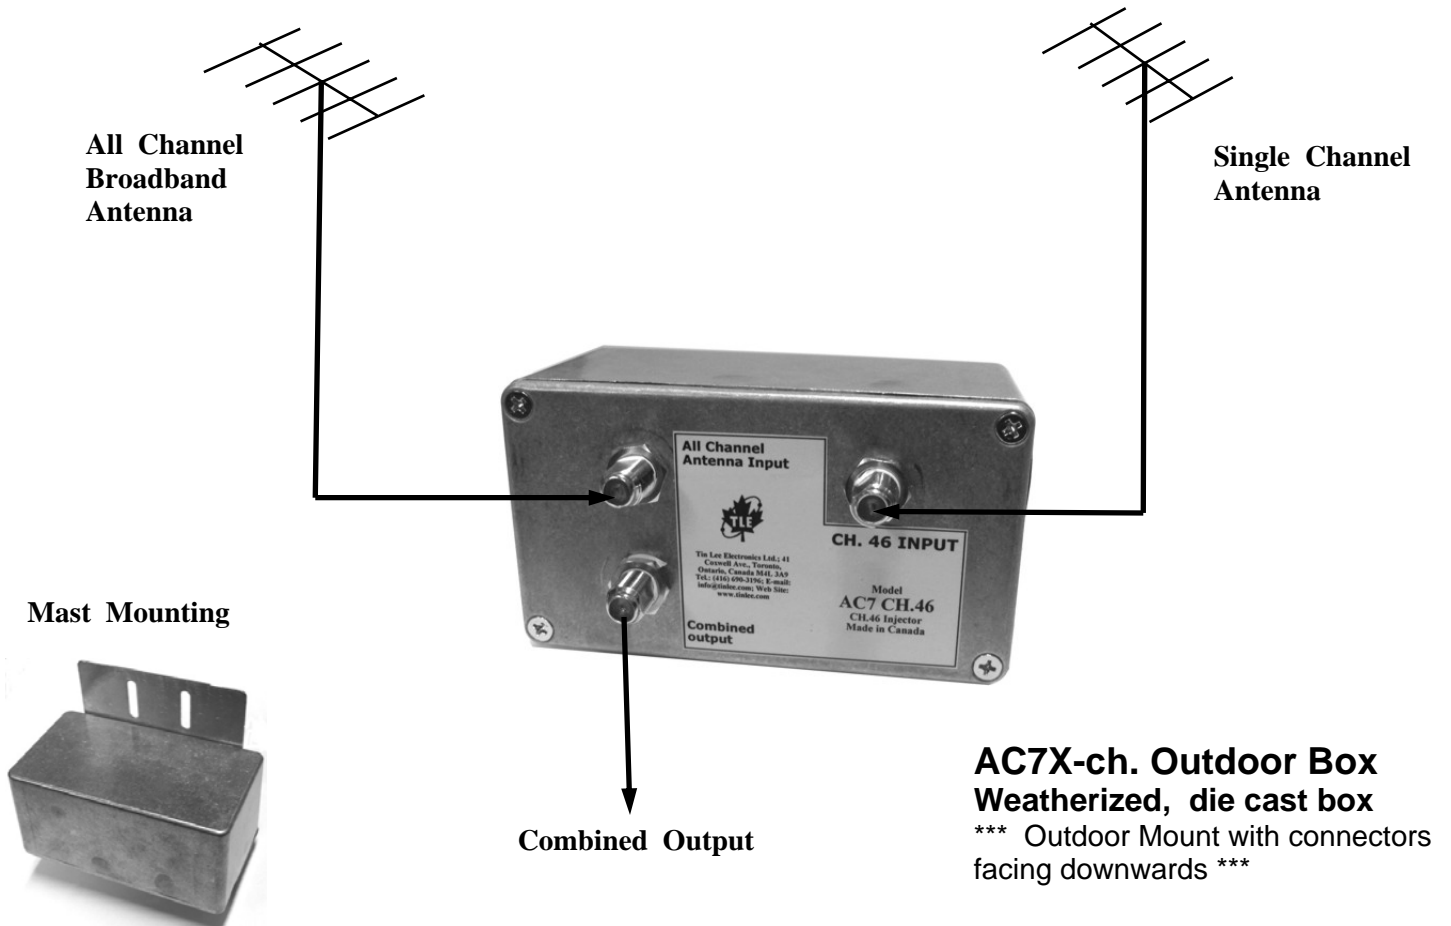 All Channel
Broadband
Antenna
Single Channel
Antenna
All Channel
Antenna Input
TLE
CH. 46 INPUT
Tin Lee Electronics Ltd.; 41
Coxwell Ave., Toronto,
Ontario, Canada M4L 3A9
Tel.: (416) 690-3196; E-mail:
info@tinlee.com; Web Site:
www.tinlee.com
Model
AC7 CH.46
CH.46 Injector
Made in Canada
Combined
output
Mast Mounting
Combined Output
AC7X-ch. Outdoor Box
Weatherized, die cast box
*** Outdoor Mount with connectors
facing downwards ***